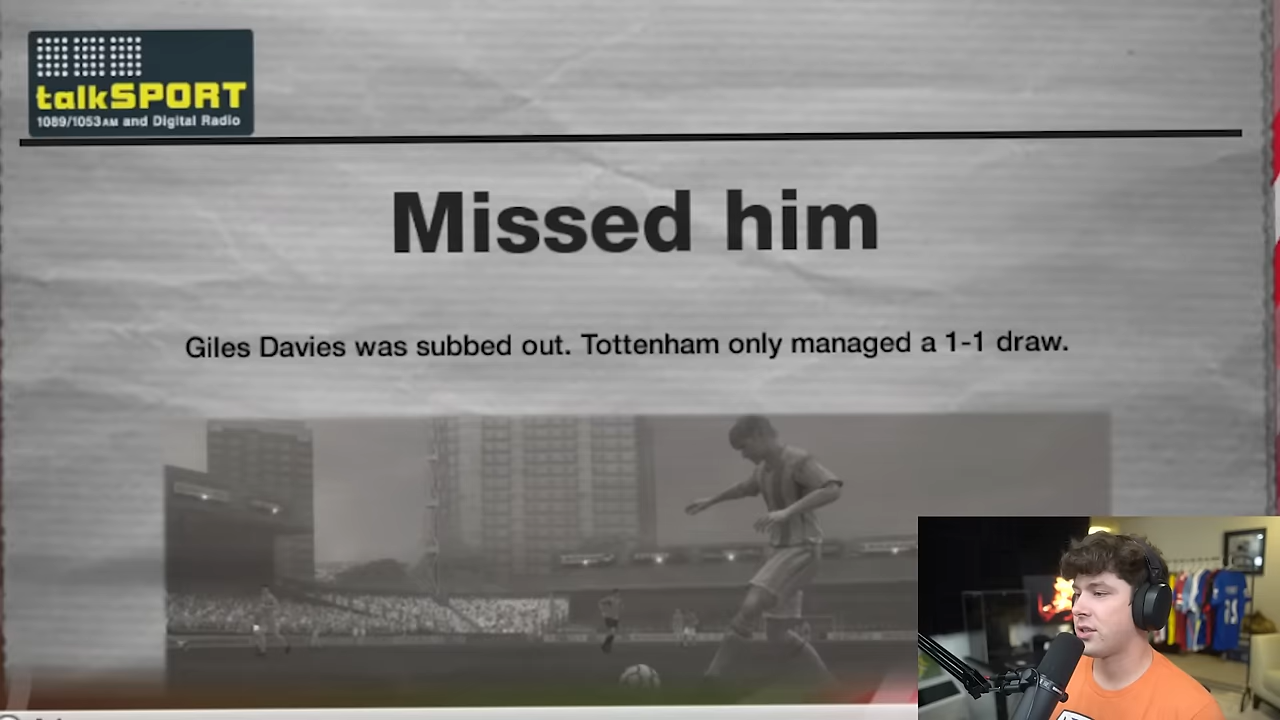 talkSPORT
1089/1053AM and Digital Radio
Missed him
Giles Davies was subbed out. Tottenham only managed a 1-1 draw.